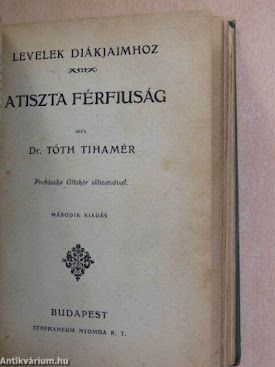 LEVELEK DIÁKJAIMHOZ
A TISZTA FÉRFIUSÁG
IRTA
Dr. TÓTH TIHAMÉR
Prohászka Ottokár előszavával.
MÁSODIK KIADÁS
BUDAPEST
STEPHANEUM NYOMDA R. T.
Antikvárium.hu